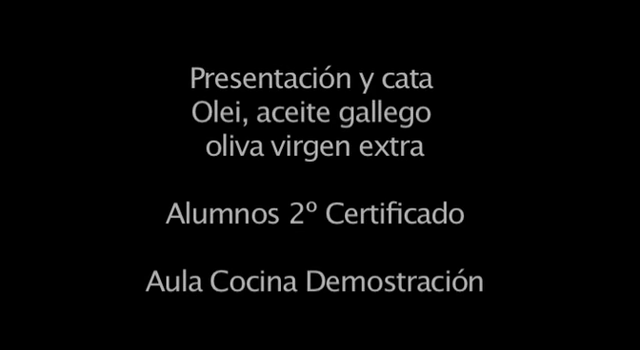 Presentación y cata
Olei, aceite gallego
oliva virgen extra
Alumnos 2º Certificado
Aula Cocina Demostración